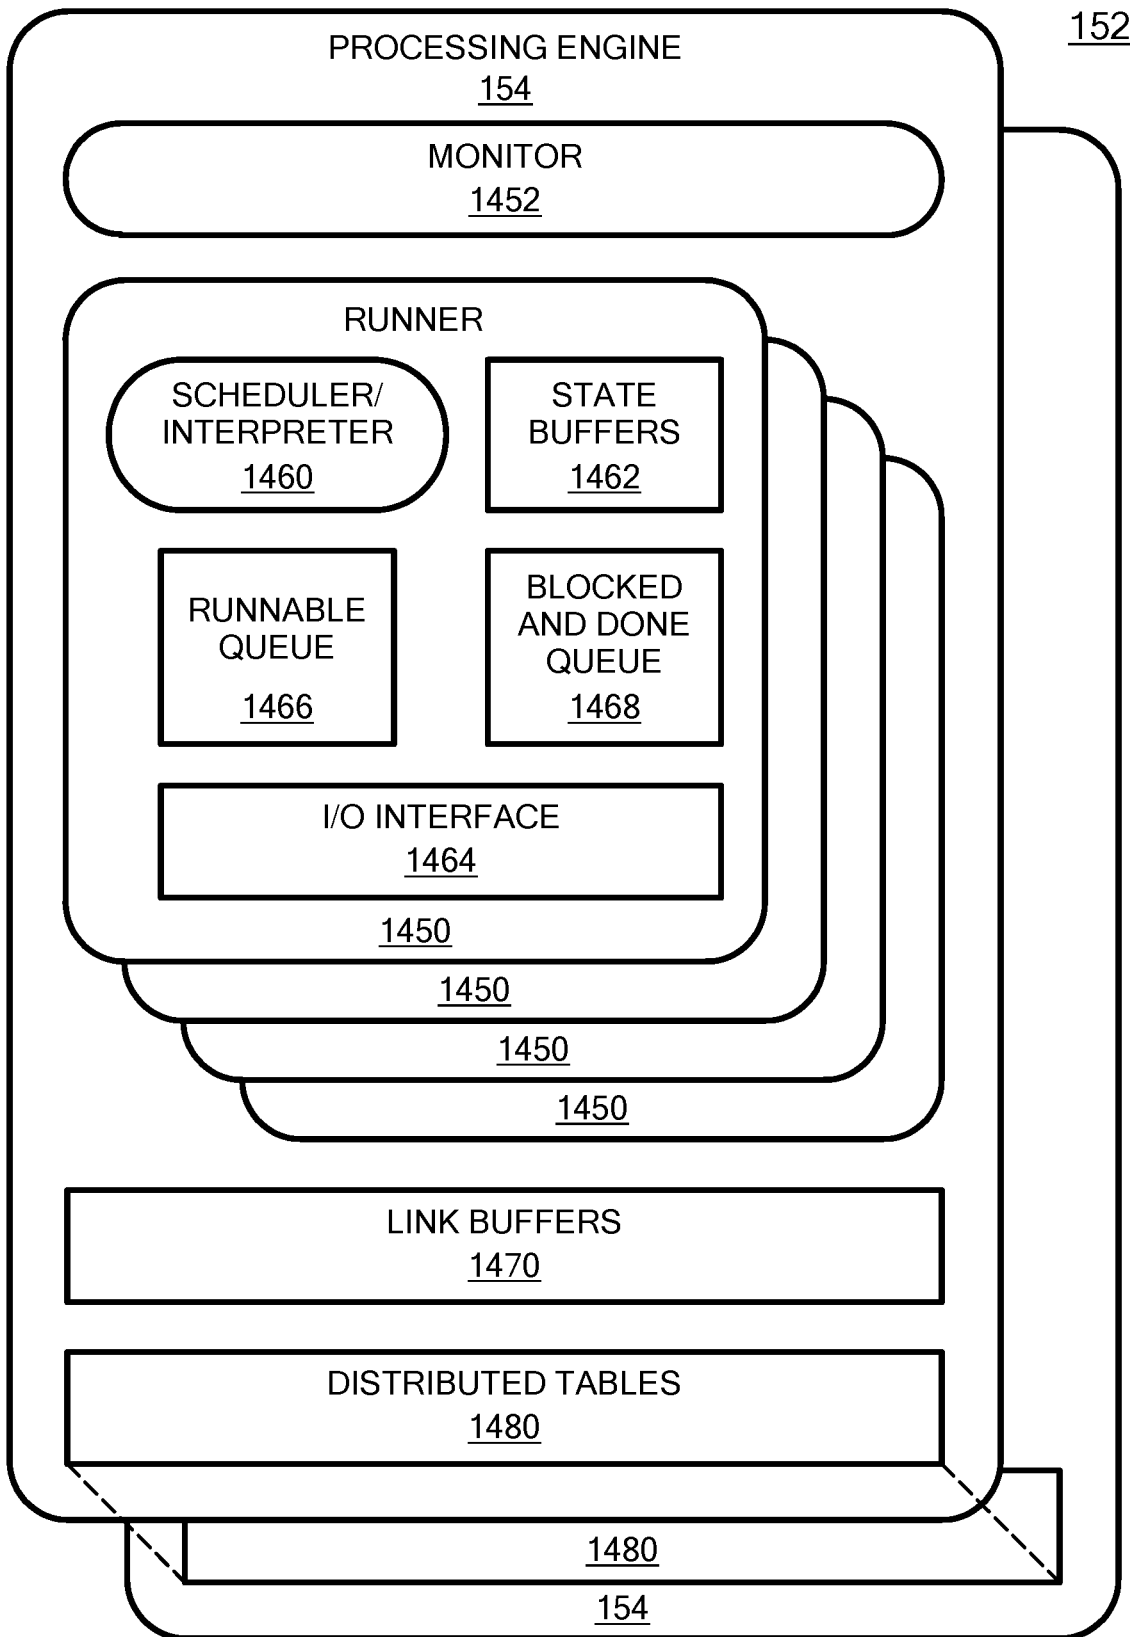 152
PROCESSING ENGINE
154
MONITOR
1452
RUNNER
SCHEDULER/
INTERPRETER
1460
STATE
BUFFERS
1462
RUNNABLE
QUEUE
1466
BLOCKED
AND DONE
QUEUE
1468
I/O INTERFACE
1464
1450
1450
1450
1450
LINK BUFFERS
1470
DISTRIBUTED TABLES
1480
1480
154